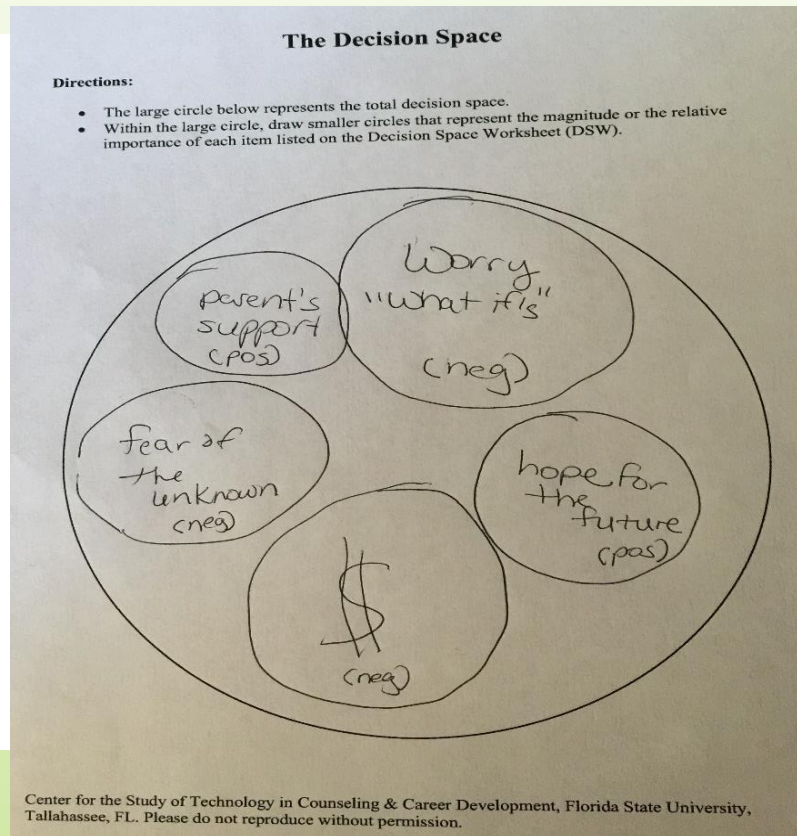 The Decision Space
Directions:
• The large circle below represents the total decision space.
• Within the large circle, draw smaller circles that represent the magnitude or the relative
importance of each item listed on the Decision Space Worksheet (DSW).
Worry
"what if's"
(neg)
parent's
support
(pos)
fear of
the
unknown
(neg)
hope for
the
future
(pos)
$
(neg)
Center for the Study of Technology in Counseling & Career Development, Florida State University,
Tallahassee, FL. Please do not reproduce without permission.